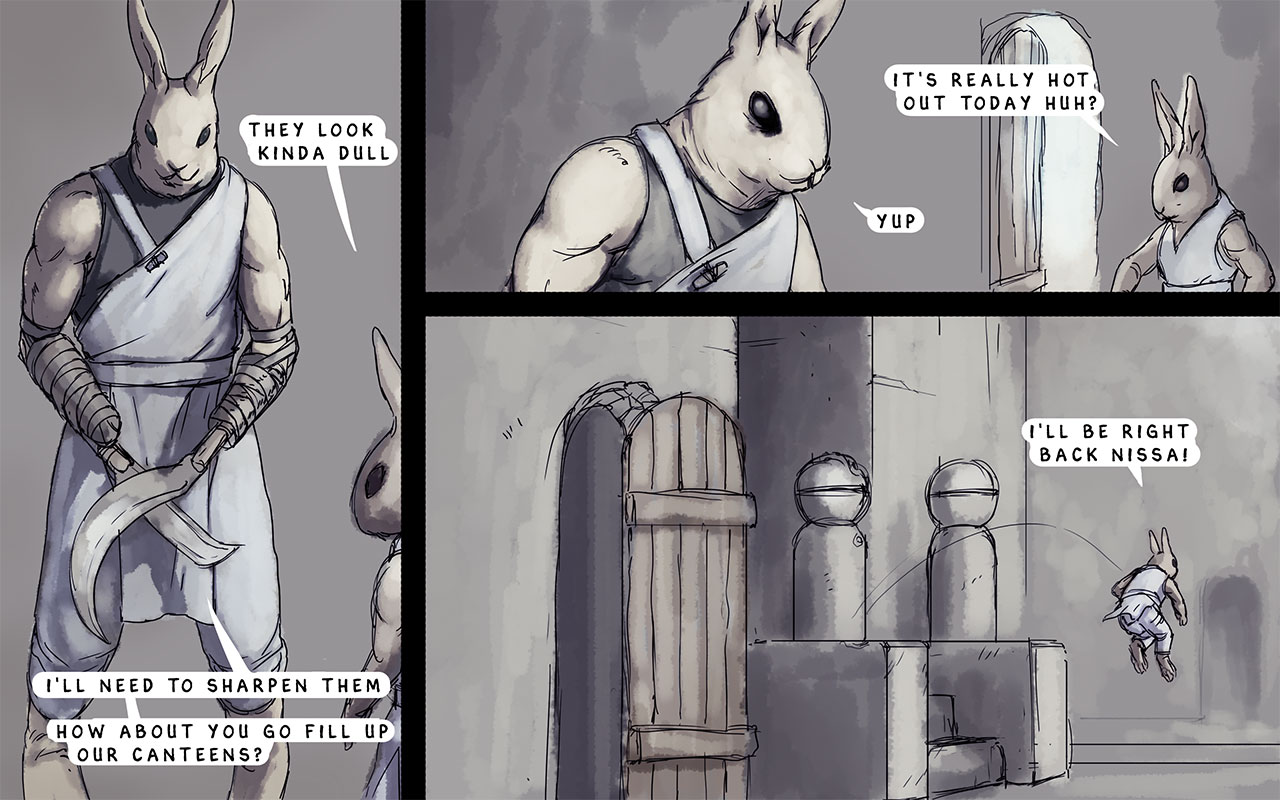 THEY LOOK
KINDA DULL
I'LL NEED TO SHARPEN THEM
HOW ABOUT YOU GO FILL UP
OUR CANTEENS?
IT'S REALLY HOT
OUT TODAY HUH?
YUP
I'LL BE RIGHT
BACK NISSA!